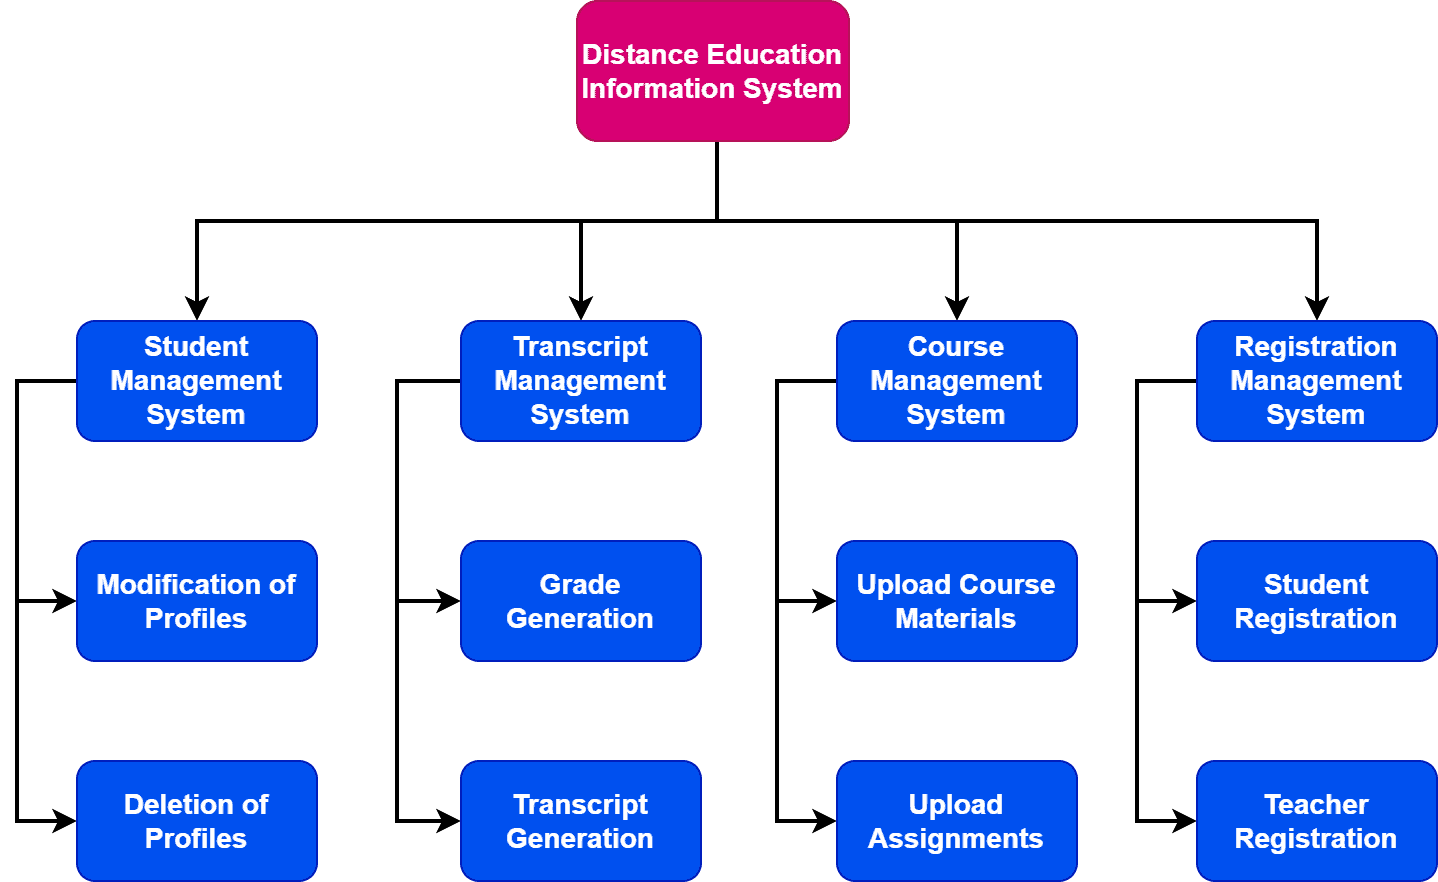 Distance Education
Information System
Student
Management
System
Transcript
Management
System
Course
Management
System
Registration
Management
System
Modification of
Profiles
Grade
Generation
Upload Course
Materials
Student
Registration
Deletion of
Profiles
Transcript
Generation
Upload
Assignments
Teacher
Registration